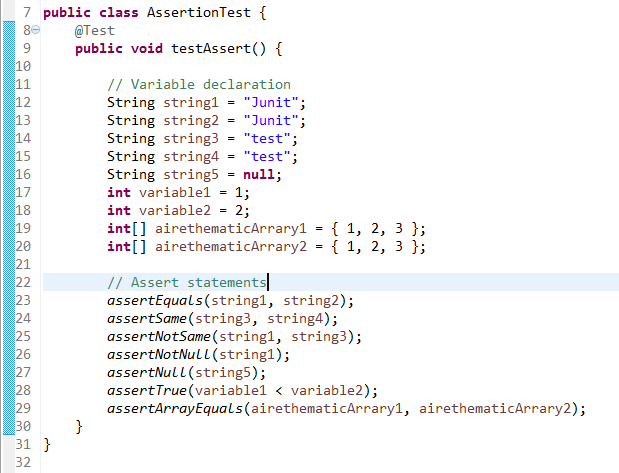 7 public class AssertionTest {
8 @Test
9 public void testAssert() {
10
11 // Variable declaration
12 String string1 = "Junit";
13 String string2 = "Junit";
14 String string3 = "test";
15 String string4 = "test";
16 String string5 = null;
17 int variable1 = 1;
18 int variable2 = 2;
19 int[] airethematicArrary1 = { 1, 2, 3 };
20 int[] airethematicArrary2 = { 1, 2, 3 };
21
22 // Assert statements
23 assertEquals(string1, string2);
24 assertSame(string3, string4);
25 assertNotSame(string1, string3);
26 assertNotNull(string1);
27 assertNull(string5);
28 assertTrue(variable1 < variable2);
29 assertArrayEquals(airethematicArrary1, airethematicArrary2);
30 }
31 }
32